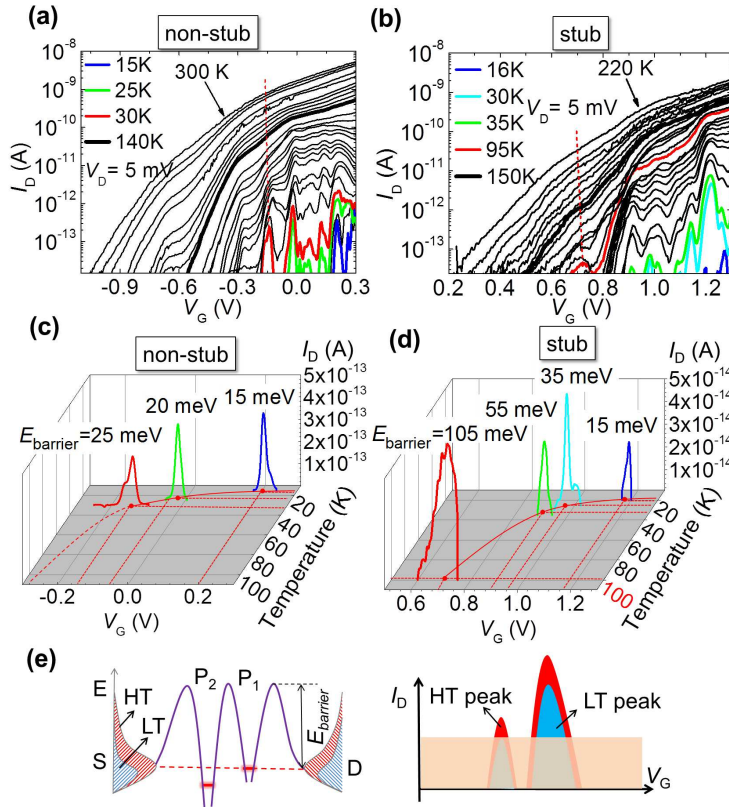 (a)
non-stub
10⁻⁸
10⁻⁹
10⁻¹⁰
10⁻¹¹
10⁻¹²
10⁻¹³
I_D (A)
15K
25K
30K
140K
V_D= 5 mV
300 K
-0.9 -0.6 -0.3 0.0 0.3
V_G (V)
(b)
stub
10⁻⁸
10⁻⁹
10⁻¹⁰
10⁻¹¹
10⁻¹²
10⁻¹³
I_D (A)
16K
30K
35K
95K
150K
V_D= 5 mV
220 K
0.2 0.4 0.6 0.8 1.0 1.2
V_G (V)
(c)
non-stub
I_D (A)
5x10⁻¹³
4x10⁻¹³
3x10⁻¹³
2x10⁻¹³
1x10⁻¹³
15 meV
20 meV
E_barrier=25 meV
20
40
60
80
100
Temperature (K)
-0.2 0.0 0.2
V_G (V)
(d)
stub
I_D (A)
5x10⁻¹⁴
4x10⁻¹⁴
3x10⁻¹⁴
2x10⁻¹⁴
1x10⁻¹⁴
35 meV
55 meV
E_barrier=105 meV
15 meV
20
40
60
80
100
Temperature (K)
0.6 0.8 1.0 1.2
V_G (V)
(e)
E
HT
LT
S
P₂
P₁
E_barrier
D
I_D
HT peak
LT peak
V_G